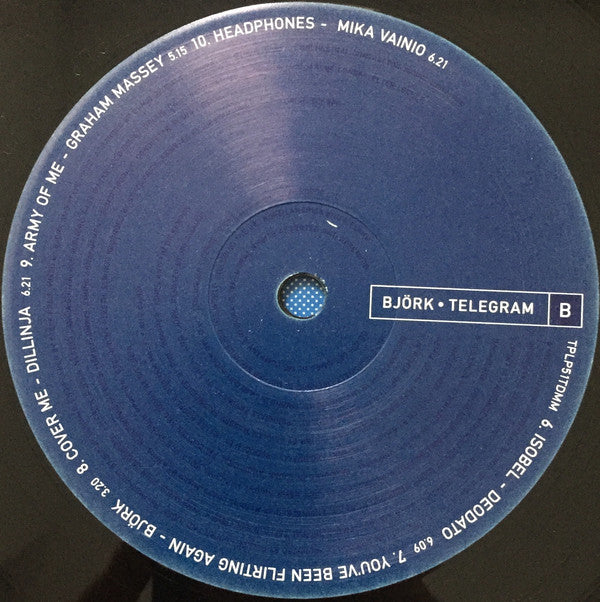 BJÖRK • TELEGRAM B
TPLP51TDMM 6. ISOBEL - DEODATO 6.09 7. YOU'VE BEEN FLIRTING AGAIN - BJÖRK 3.20 8. COVER ME - DILLINJA 6.21 9. ARMY OF ME - GRAHAM MASSEY 5.15 10. HEADPHONES - MIKA VAINIO 6.21